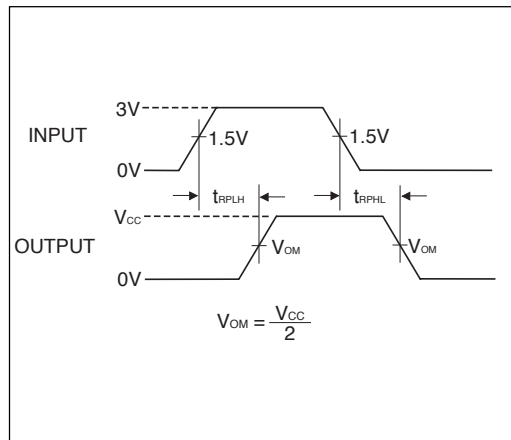 3V
INPUT
1.5V
1.5V
0V
tRPLH
tRPHL
VCC
OUTPUT
VOM
VOM
0V
VOM = VCC
2